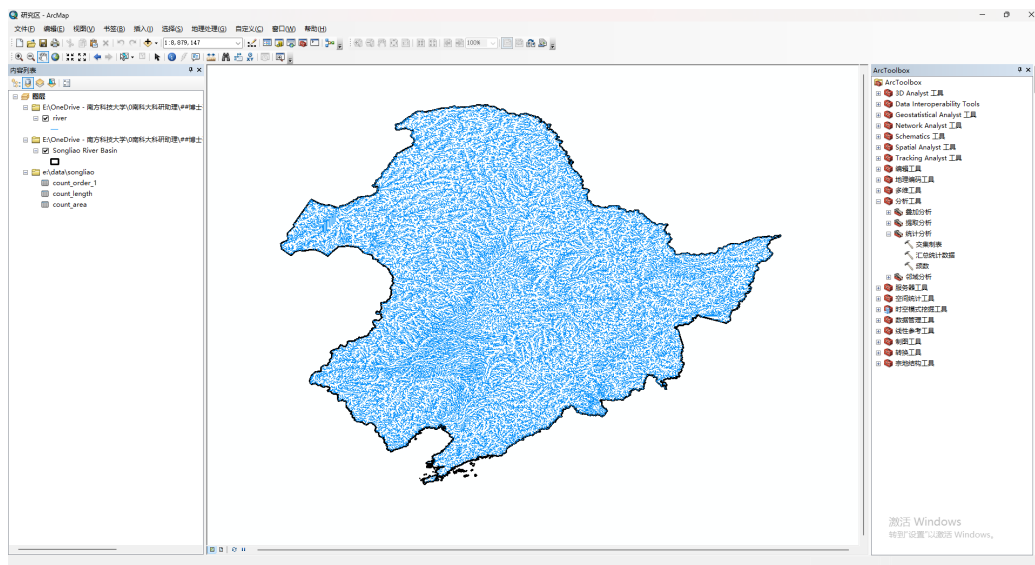 研究区 - ArcMap
文件(F) 编辑(E) 视图(V) 书签(B) 插入(I) 选择(S) 地理处理(G) 自定义(C) 窗口(W) 帮助(H)
1:8,879,147
100%
内容列表
图层
E:\OneDrive - 南方科技大学\0南科大科研助理\##博士
river
E:\OneDrive - 南方科技大学\0南科大科研助理\##博士
Songliao River Basin
e:\data\songliao
count_order_1
count_length
count_area
ArcToolbox
ArcToolbox
3D Analyst 工具
Data Interoperability Tools
Geostatistical Analyst 工具
Network Analyst 工具
Schematics 工具
Spatial Analyst 工具
Tracking Analyst 工具
编辑工具
地理编码工具
多维工具
分析工具
叠加分析
提取分析
统计分析
交集制表
汇总统计数据
频数
邻域分析
服务器工具
空间统计工具
时空模式挖掘工具
数据管理工具
线性参考工具
制图工具
转换工具
宗地结构工具
激活 Windows
转到"设置"以激活 Windows。